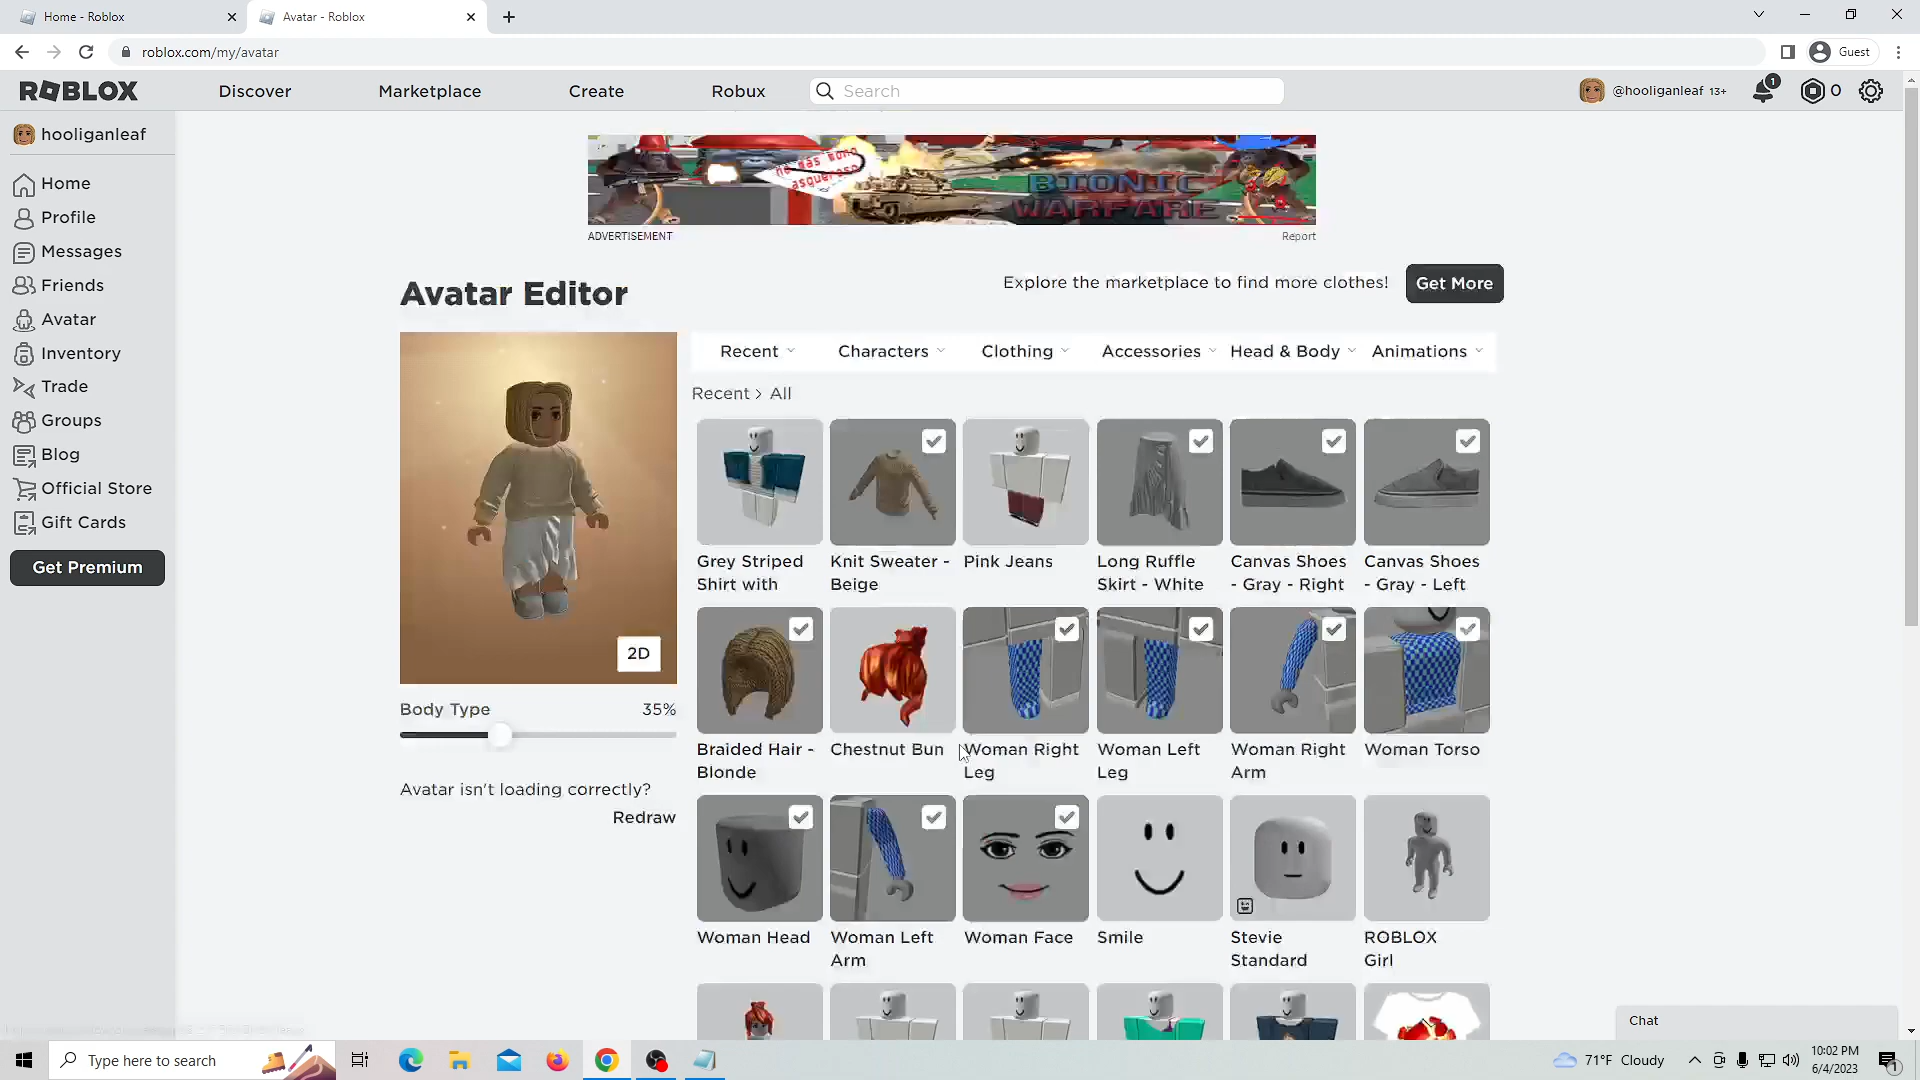 Home - Roblox
Avatar - Roblox
roblox.com/my/avatar
Guest
ROBLOX
Discover
Marketplace
Create
Robux
Search
@hooliganleaf 13+
1
0
hooliganleaf
Home
Profile
Messages
Friends
Avatar
Inventory
Trade
Groups
Blog
Official Store
Gift Cards
Get Premium
no más mono
asqueroso
BIONIC
WARFARE
ADVERTISEMENT
Report
Avatar Editor
Explore the marketplace to find more clothes!
Get More
2D
Body Type
35%
Avatar isn't loading correctly?
Redraw
Recent
Characters
Clothing
Accessories
Head & Body
Animations
Recent > All
Grey Striped
Shirt with
Knit Sweater -
Beige
Pink Jeans
Long Ruffle
Skirt - White
Canvas Shoes
- Gray - Right
Canvas Shoes
- Gray - Left
Braided Hair -
Blonde
Chestnut Bun
Woman Right
Leg
Woman Left
Leg
Woman Right
Arm
Woman Torso
Woman Head
Woman Left
Arm
Woman Face
Smile
Stevie
Standard
ROBLOX
Girl
Chat
Type here to search
71°F Cloudy
10:02 PM
6/4/2023
1